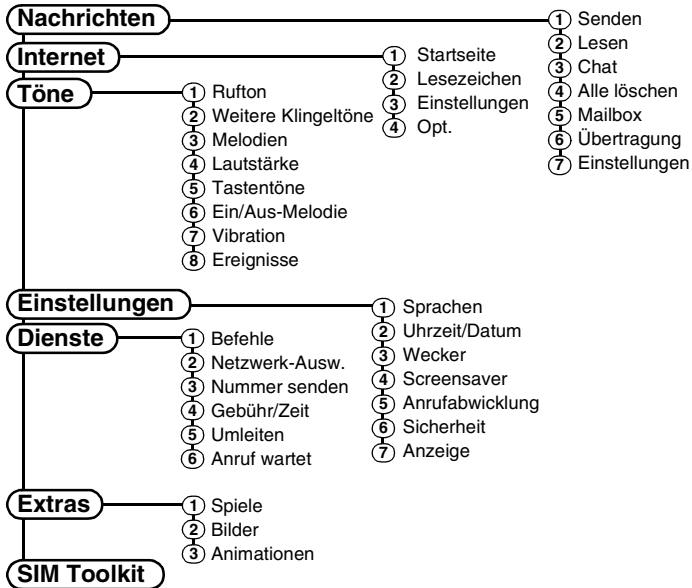 Nachrichten
1 Senden
2 Lesen
3 Chat
4 Alle löschen
5 Mailbox
6 Übertragung
7 Einstellungen
Internet
1 Startseite
2 Lesezeichen
3 Einstellungen
4 Opt.
Töne
1 Rufton
2 Weitere Klingeltöne
3 Melodien
4 Lautstärke
5 Tastentöne
6 Ein/Aus-Melodie
7 Vibration
8 Ereignisse
Einstellungen
1 Sprachen
2 Uhrzeit/Datum
3 Wecker
4 Screensaver
5 Anrufabwicklung
6 Sicherheit
7 Anzeige
Dienste
1 Befehle
2 Netzwerk-Ausw.
3 Nummer senden
4 Gebühr/Zeit
5 Umleiten
6 Anruf wartet
Extras
1 Spiele
2 Bilder
3 Animationen
SIM Toolkit